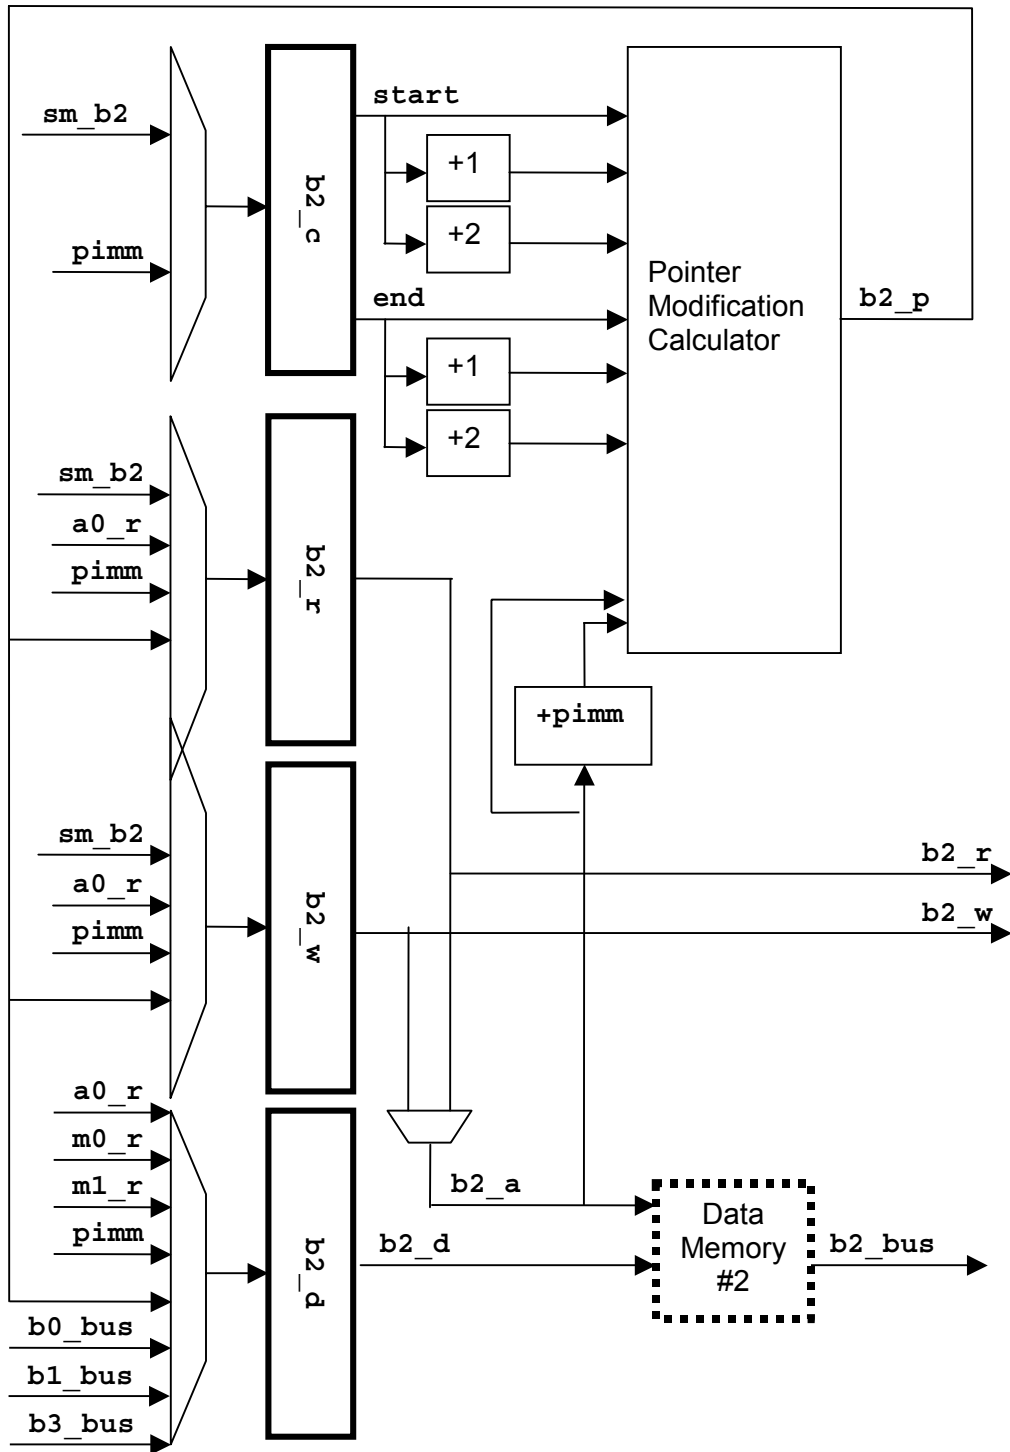 sm_b2
pimm
b2_c
start
+1
+2
end
+1
+2
Pointer
Modification
Calculator
b2_p
sm_b2
a0_r
pimm
b2_r
+pimm
sm_b2
a0_r
pimm
b2_w
b2_r
b2_w
a0_r
m0_r
m1_r
pimm
b0_bus
b1_bus
b3_bus
b2_d
b2_a
b2_d
Data
Memory
#2
b2_bus